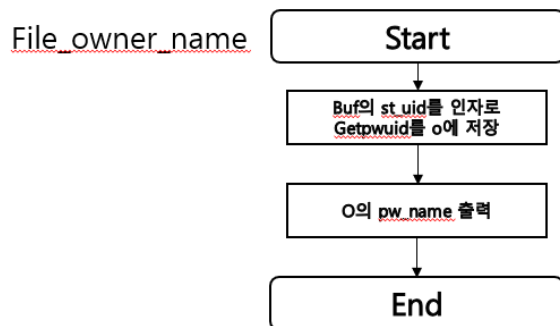 File_owner_name
Start
Buf의 st_uid를 인자로
Getpwuid를 o에 저장
O의 pw_name 출력
End